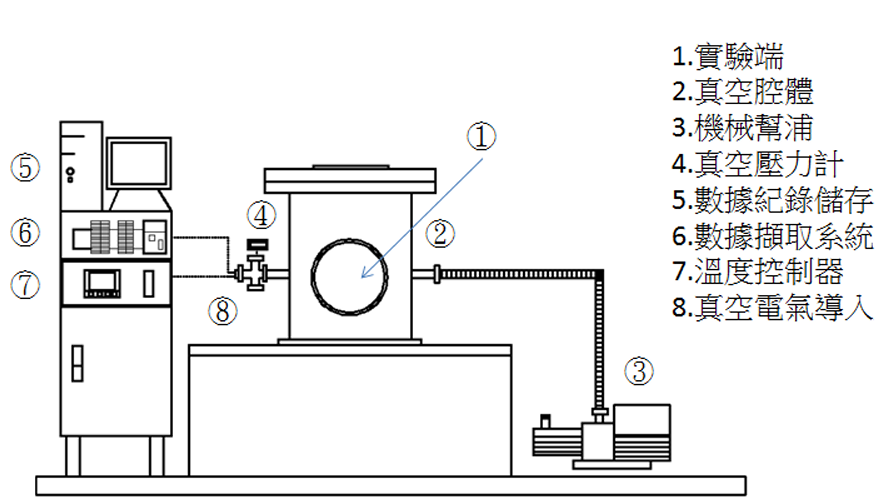 1.實驗端
2.真空腔體
3.機械幫浦
4.真空壓力計
5.數據紀錄儲存
6.數據擷取系統
7.溫度控制器
8.真空電氣導入
①
⑤
④
⑥
②
⑦
⑧
③